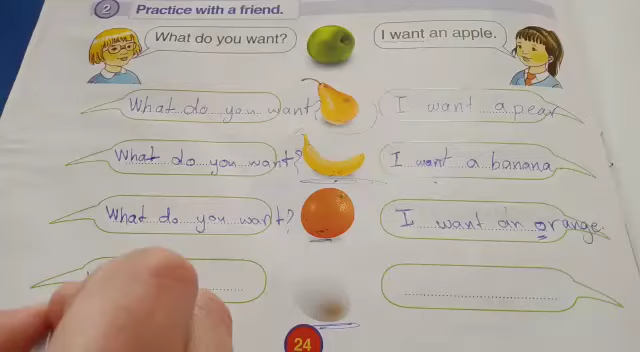 2 Practice with a friend.
What do you want? I want an apple.
What do you want? I want a pear
What do you want? I want a banana
What do you want? I want an orange.
24